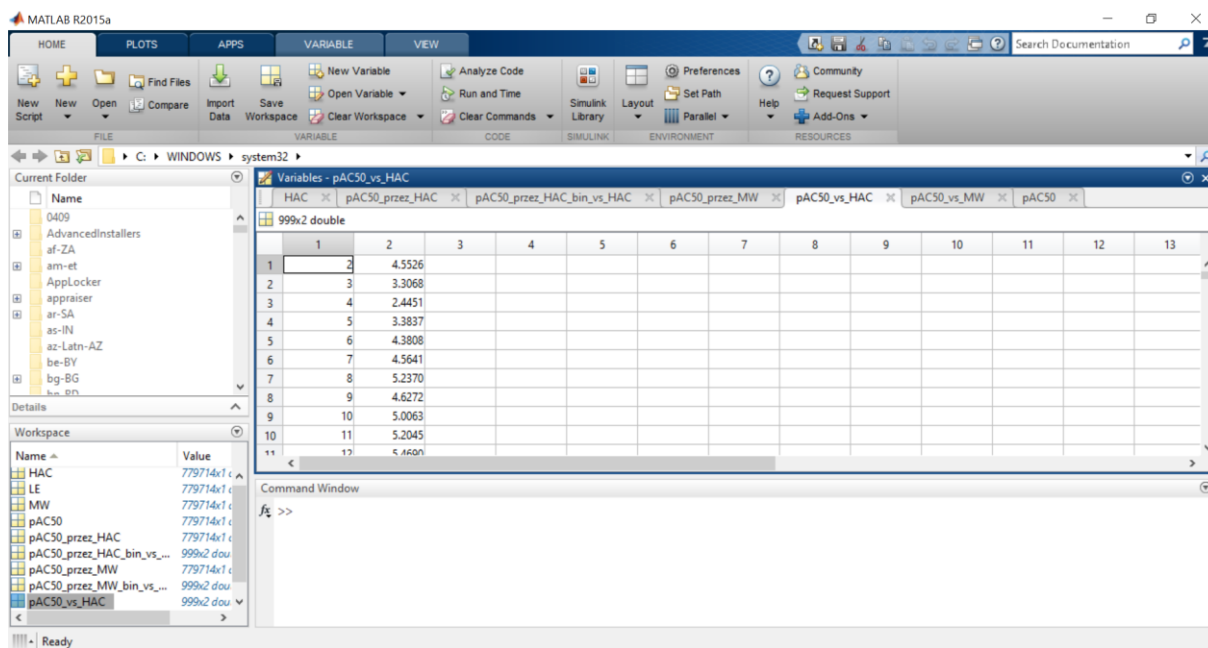 MATLAB R2015a
HOME PLOTS APPS VARIABLE VIEW Search Documentation
New Script New Open Find Files Compare Import Data Save Workspace New Variable Open Variable Clear Workspace Analyze Code Run and Time Clear Commands Simulink Library Layout Preferences Set Path Parallel Help Community Request Support Add-Ons
FILE VARIABLE CODE SIMULINK ENVIRONMENT RESOURCES
C: WINDOWS system32
Current Folder
Name
0409
AdvancedInstallers
af-ZA
am-et
AppLocker
appraiser
ar-SA
as-IN
az-Latn-AZ
be-BY
bg-BG
Details
Workspace
Name Value
HAC 779714x1
LE 779714x1
MW 779714x1
pAC50 779714x1
pAC50_przez_HAC 779714x1
pAC50_przez_HAC_bin_vs_... 999x2 dou
pAC50_przez_MW 779714x1
pAC50_przez_MW_bin_vs_... 999x2 dou
pAC50_vs_HAC 999x2 dou
Variables - pAC50_vs_HAC
HAC pAC50_przez_HAC pAC50_przez_HAC_bin_vs_HAC pAC50_przez_MW pAC50_vs_HAC pAC50_vs_MW pAC50
999x2 double
1 2 3 4 5 6 7 8 9 10 11 12 13
1 2 4.5526
2 3 3.3068
3 4 2.4451
4 5 3.3837
5 6 4.3808
6 7 4.5641
7 8 5.2370
8 9 4.6272
9 10 5.0063
10 11 5.2045
11 12 5.4690
Command Window
fx >>
Ready